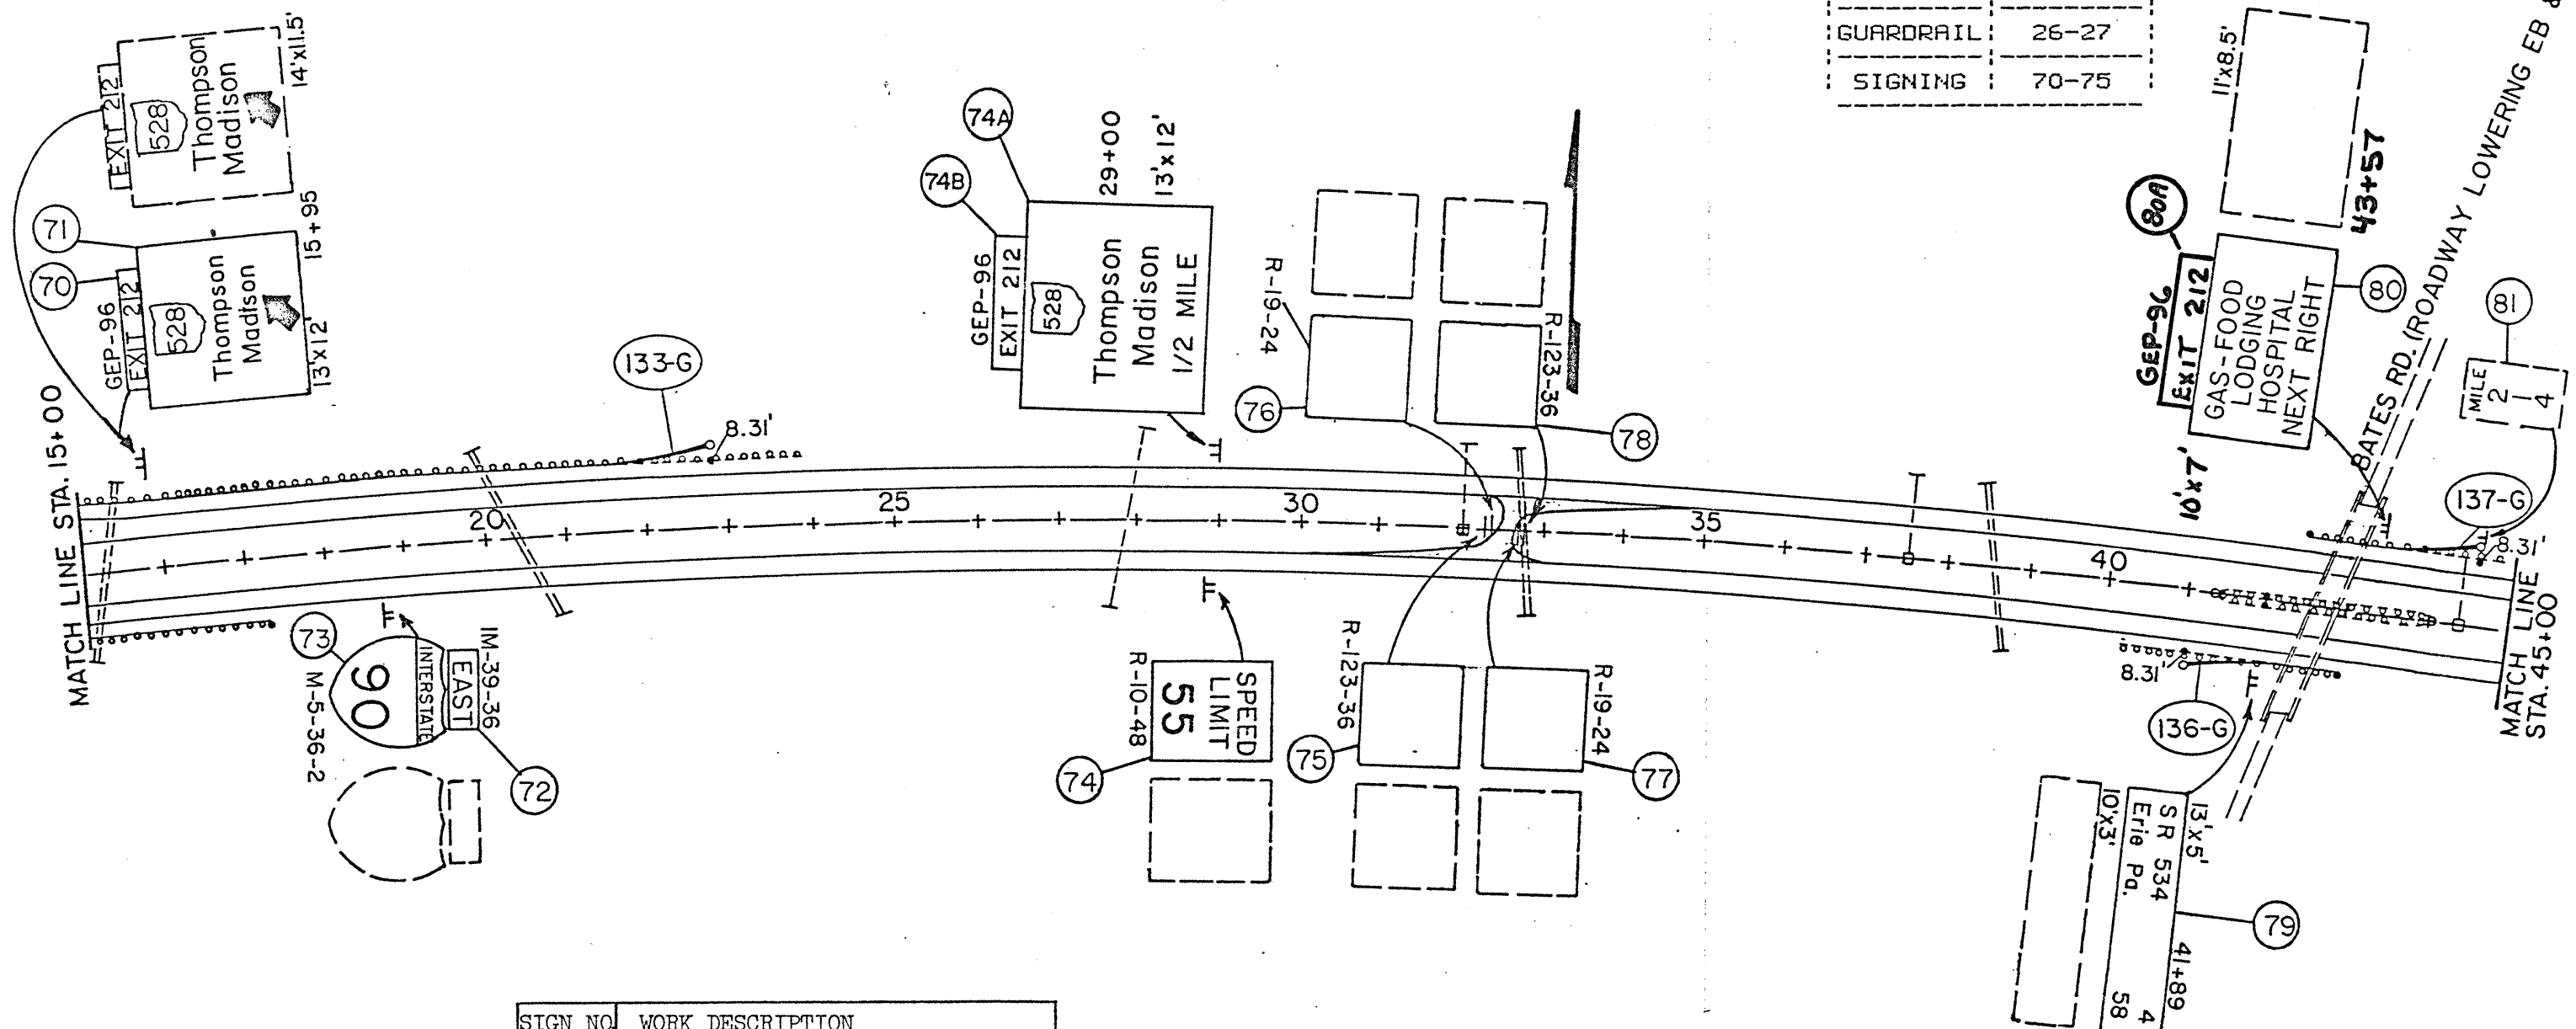 EXIT 212
528
Thompson
Madison
14'x11.5'
71
70
GEP-96
EXIT 212
528
Thompson
Madison
15+95
13'x12'
MATCH LINE STA. 15+00
133-G
8.31'
20
25
30
35
40
73
M-5-36-2
INTERSTATE
90
EAST
IM-39-36
72
74A
74B
GEP-96
EXIT 212
528
Thompson
Madison
1/2 MILE
29+00
13'x12'
R-19-24
76
R-123-36
78
R-10-48
SPEED
LIMIT
55
74
R-123-36
75
R-19-24
77
GUARDRAIL
26-27
SIGNING
70-75
11'x8.5'
43+57
80A
GEP-96
EXIT 212
GAS-FOOD
LODGING
HOSPITAL
NEXT RIGHT
10'x7'
80
BATES RD. (ROADWAY LOWERING EB &
81
MILE
2
4
137-G
8.31'
MATCH LINE
STA. 45+00
8.31'
136-G
13'x5'
SR 534 4
Erie Pa. 58
10'x3'
41+89
79
SIGN NO WORK DESCRIPTION